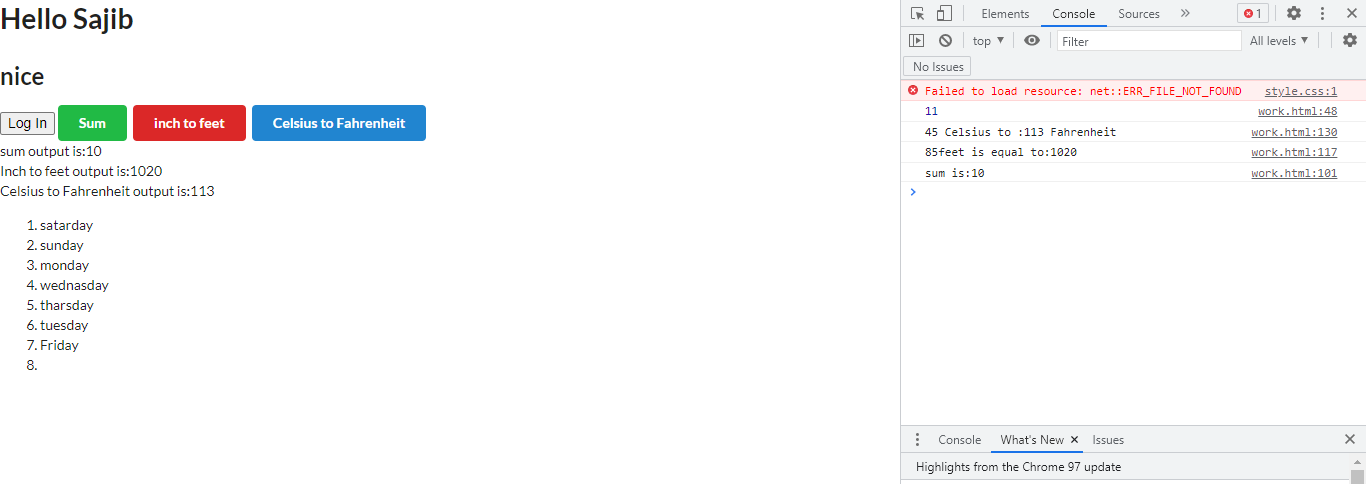 Hello Sajib
nice
Log In Sum inch to feet Celsius to Fahrenheit
sum output is:10
Inch to feet output is:1020
Celsius to Fahrenheit output is:113
1. satarday
2. sunday
3. monday
4. wednasday
5. tharsday
6. tuesday
7. Friday
8.
Elements Console Sources » 1
top ▼ Filter All levels ▼
No Issues
Failed to load resource: net::ERR_FILE_NOT_FOUND style.css:1
11 work.html:48
45 Celsius to :113 Fahrenheit work.html:130
85feet is equal to:1020 work.html:117
sum is:10 work.html:101
Console What's New × Issues
Highlights from the Chrome 97 update